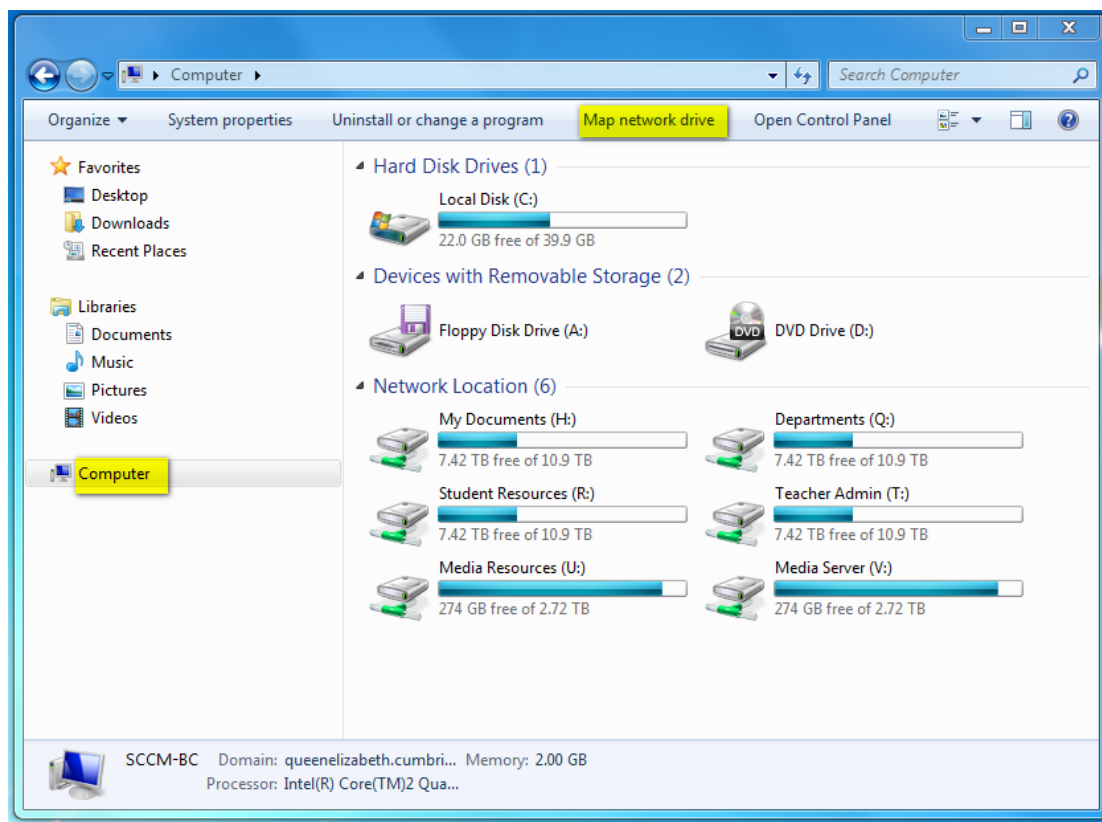 Computer
Search Computer
Organize System properties Uninstall or change a program Map network drive Open Control Panel
Favorites
Desktop
Downloads
Recent Places
Libraries
Documents
Music
Pictures
Videos
Computer
Hard Disk Drives (1)
Local Disk (C:)
22.0 GB free of 39.9 GB
Devices with Removable Storage (2)
Floppy Disk Drive (A:)
DVD
DVD Drive (D:)
Network Location (6)
My Documents (H:)
7.42 TB free of 10.9 TB
Departments (Q:)
7.42 TB free of 10.9 TB
Student Resources (R:)
7.42 TB free of 10.9 TB
Teacher Admin (T:)
7.42 TB free of 10.9 TB
Media Resources (U:)
274 GB free of 2.72 TB
Media Server (V:)
274 GB free of 2.72 TB
SCCM-BC Domain: queenelizabeth.cumbri... Memory: 2.00 GB
Processor: Intel(R) Core(TM)2 Qua...